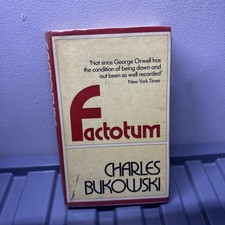 'Not since George Orwell has
the condition of being down and
out been so well recorded'
New York Times
Factotum
CHARLES
BUKOWSKI